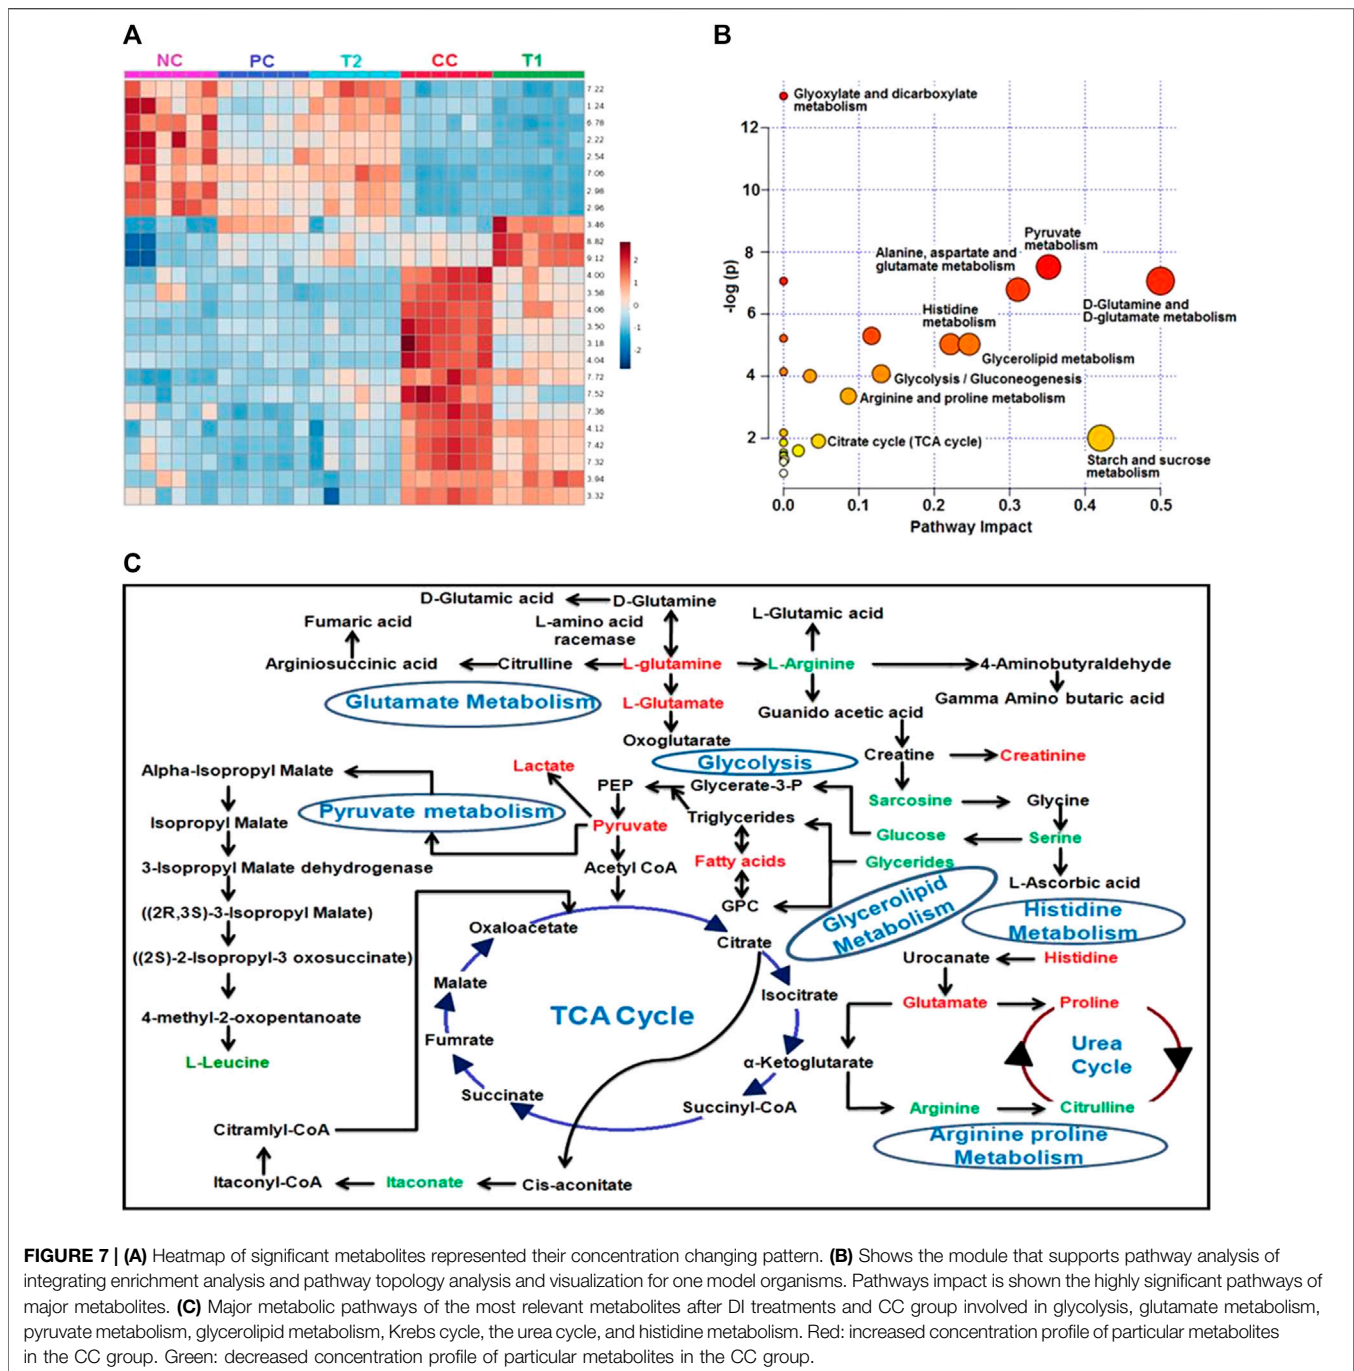 A
NC PC T2 CC T1
7.22
1.24
6.78
2.22
2.54
7.06
2.98
2.96
3.46
8.82
9.12
4.00
3.58
4.06
3.50
3.18
4.04
7.72
7.52
7.36
4.12
7.42
7.32
3.94
3.32
2
1
0
-1
-2
B
Glyoxylate and dicarboxylate
metabolism
12
10
8
6
4
2
-log (p)
Pyruvate
metabolism
Alanine, aspartate and
glutamate metabolism
D-Glutamine and
D-glutamate metabolism
Histidine
metabolism
Glycerolipid metabolism
Glycolysis / Gluconeogenesis
Arginine and proline metabolism
Citrate cycle (TCA cycle)
Starch and sucrose
metabolism
0.0 0.1 0.2 0.3 0.4 0.5
Pathway Impact
C
D-Glutamic acid D-Glutamine
L-amino acid
racemase
L-Glutamic acid
Fumaric acid
Arginiosuccinic acid Citrulline L-glutamine L-Arginine 4-Aminobutyraldehyde
Glutamate Metabolism L-Glutamate Gamma Amino butaric acid
Guanido acetic acid
Oxoglutarate
Glycolysis Creatine Creatinine
Alpha-Isopropyl Malate Lactate PEP Glycerate-3-P
Sarcosine Glycine
Pyruvate metabolism Pyruvate Triglycerides
Isopropyl Malate Glucose Serine
3-Isopropyl Malate dehydrogenase Acetyl CoA Fatty acids Glycerides
L-Ascorbic acid
((2R,3S)-3-Isopropyl Malate) GPC
Glycerolipid
Metabolism
Histidine
Metabolism
Oxaloacetate Citrate
((2S)-2-Isopropyl-3 oxosuccinate) Urocanate Histidine
Malate Isocitrate
Glutamate Proline
4-methyl-2-oxopentanoate TCA Cycle
Fumrate
Urea
Cycle
L-Leucine α-Ketoglutarate
Succinate Succinyl-CoA Arginine Citrulline
Citramlyl-CoA
Arginine proline
Metabolism
Itaconyl-CoA Itaconate Cis-aconitate
FIGURE 7 | (A) Heatmap of significant metabolites represented their concentration changing pattern. (B) Shows the module that supports pathway analysis of
integrating enrichment analysis and pathway topology analysis and visualization for one model organisms. Pathways impact is shown the highly significant pathways of
major metabolites. (C) Major metabolic pathways of the most relevant metabolites after DI treatments and CC group involved in glycolysis, glutamate metabolism,
pyruvate metabolism, glycerolipid metabolism, Krebs cycle, the urea cycle, and histidine metabolism. Red: increased concentration profile of particular metabolites
in the CC group. Green: decreased concentration profile of particular metabolites in the CC group.